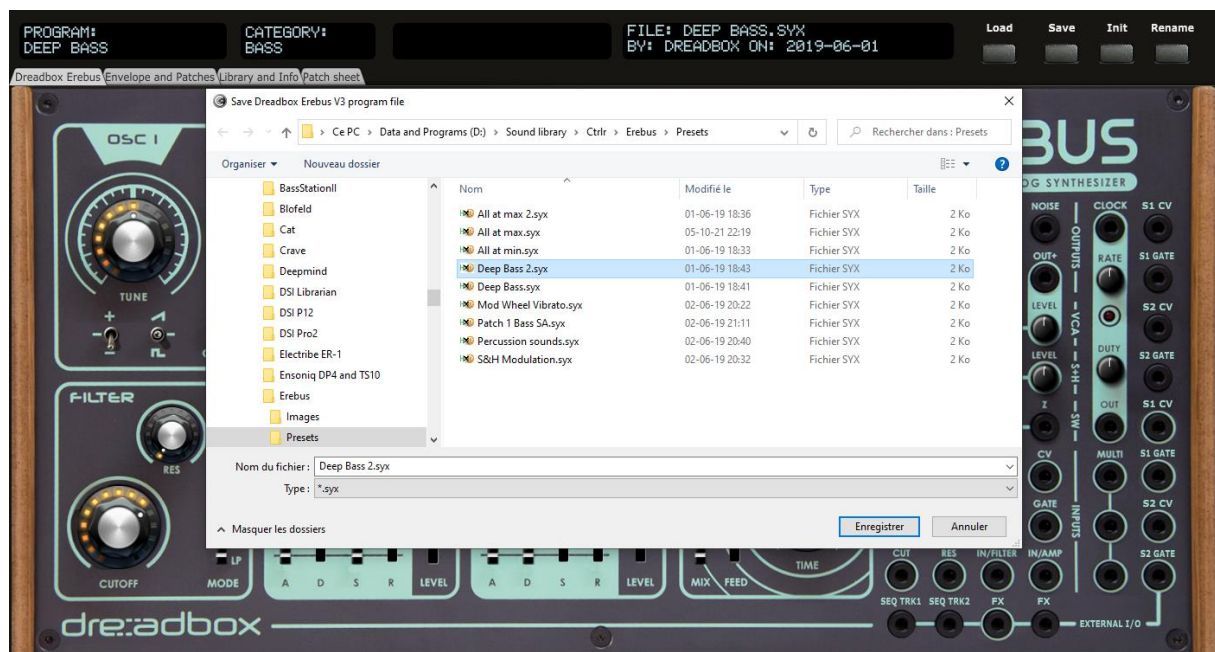 PROGRAM:
DEEP BASS
CATEGORY:
BASS
FILE: DEEP BASS.SYX
BY: DREADBOX ON: 2019-06-01
Load Save Init Rename
Dreadbox Erebus Envelope and Patches Library and Info Patch sheet
Save Dreadbox Erebus V3 program file
Ce PC > Data and Programs (D:) > Sound library > Ctrlr > Erebus > Presets
Rechercher dans : Presets
Organiser Nouveau dossier
BassStationII
Blofeld
Cat
Crave
Deepmind
DSI Librarian
DSI P12
DSI Pro2
Electribe ER-1
Ensoniq DP4 and TS10
Erebus
Images
Presets
Nom Modifié le Type Taille
All at max 2.syx 01-06-19 18:36 Fichier SYX 2 Ko
All at max.syx 05-10-21 22:19 Fichier SYX 2 Ko
All at min.syx 01-06-19 18:33 Fichier SYX 2 Ko
Deep Bass 2.syx 01-06-19 18:43 Fichier SYX 2 Ko
Deep Bass.syx 01-06-19 18:41 Fichier SYX 2 Ko
Mod Wheel Vibrato.syx 02-06-19 20:22 Fichier SYX 2 Ko
Patch 1 Bass SA.syx 02-06-19 21:11 Fichier SYX 2 Ko
Percussion sounds.syx 02-06-19 20:40 Fichier SYX 2 Ko
S&H Modulation.syx 02-06-19 20:32 Fichier SYX 2 Ko
Nom du fichier : Deep Bass 2.syx
Type : *.syx
Masquer les dossiers
Enregistrer Annuler
OSC I
TUNE
FILTER
RES
CUTOFF
LP
MODE
A D S R LEVEL
A D S R LEVEL
MIX FEED
TIME
BUS
OG SYNTHESIZER
NOISE CLOCK S1 CV
OUT+ OUTPUTS RATE S1 GATE
LEVEL VCA S2 CV
LEVEL S+H DUTY S2 GATE
Z SW OUT S1 CV
CV MULTI S1 GATE
GATE INPUTS S2 CV
CUT RES IN/FILTER IN/AMP S2 GATE
SEQ TRK1 SEQ TRK2 FX FX
EXTERNAL I/O
dre:adbox